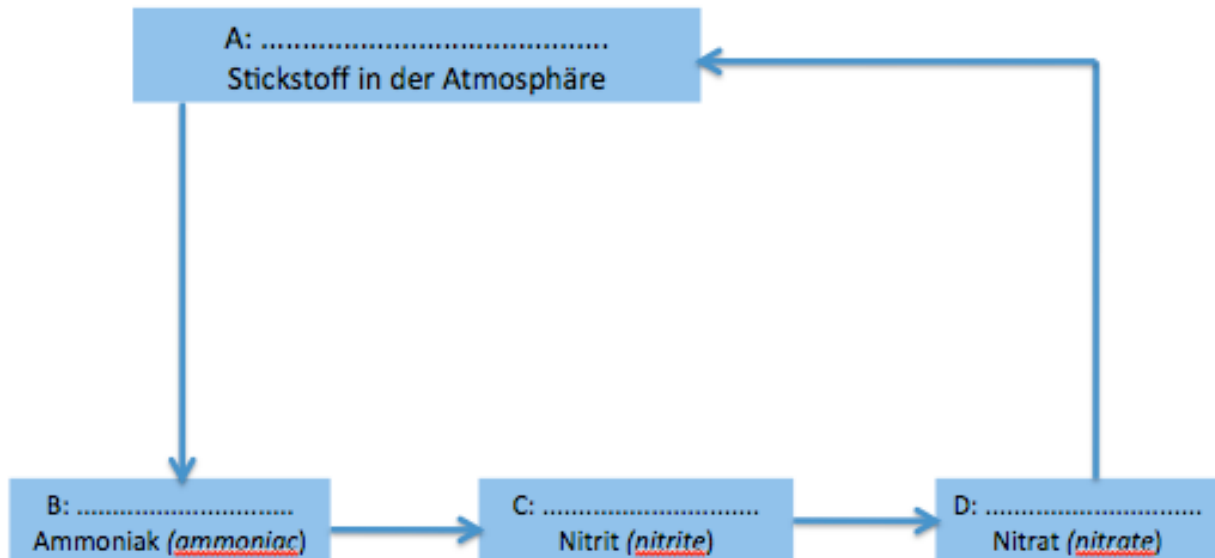 A: ..........................................
Stickstoff in der Atmosphäre
B: .............................
Ammoniak (ammoniac)
C: .............................
Nitrit (nitrite)
D: .............................
Nitrat (nitrate)